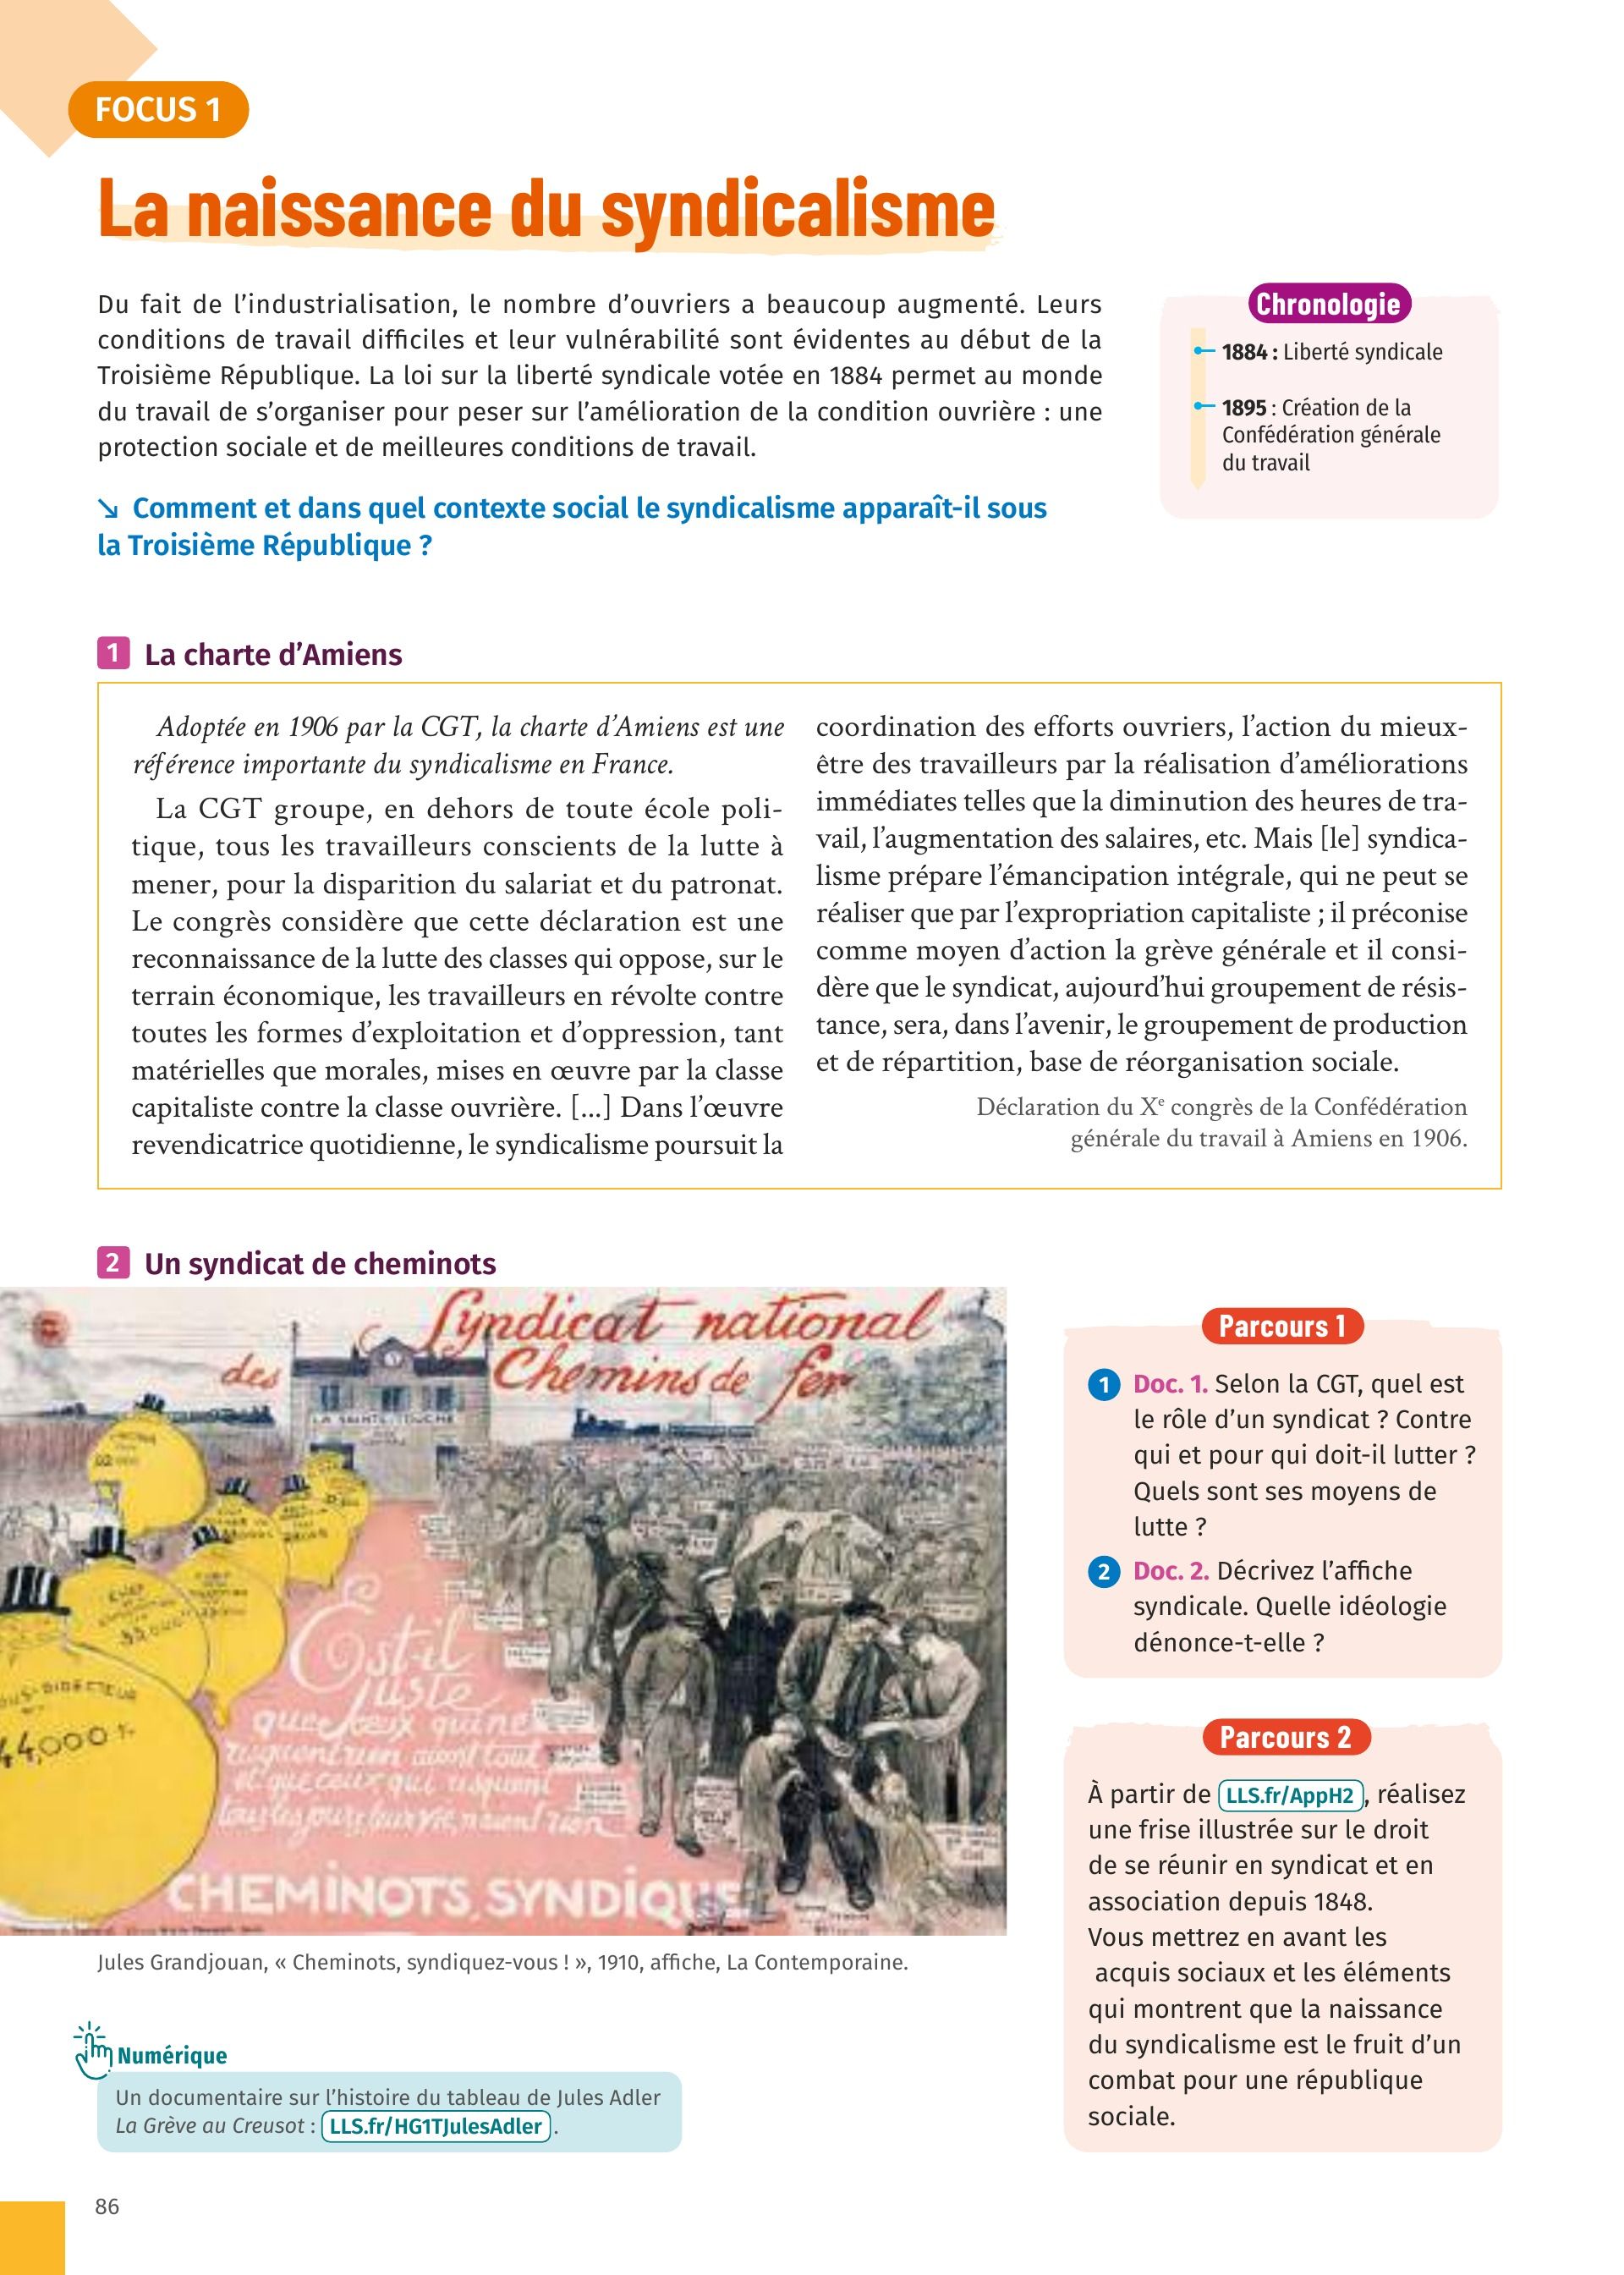 FOCUS 1
La naissance du syndicalisme
Du fait de l’industrialisation, le nombre d’ouvriers a beaucoup augmenté. Leurs
conditions de travail difficiles et leur vulnérabilité sont évidentes au début de la
Troisième République. La loi sur la liberté syndicale votée en 1884 permet au monde
du travail de s’organiser pour peser sur l’amélioration de la condition ouvrière : une
protection sociale et de meilleures conditions de travail.
↘ Comment et dans quel contexte social le syndicalisme apparaît-il sous
la Troisième République ?
Chronologie
1884 : Liberté syndicale
1895 : Création de la
Confédération générale
du travail
1 La charte d’Amiens
Adoptée en 1906 par la CGT, la charte d’Amiens est une
référence importante du syndicalisme en France.
La CGT groupe, en dehors de toute école poli-
tique, tous les travailleurs conscients de la lutte à
mener, pour la disparition du salariat et du patronat.
Le congrès considère que cette déclaration est une
reconnaissance de la lutte des classes qui oppose, sur le
terrain économique, les travailleurs en révolte contre
toutes les formes d’exploitation et d’oppression, tant
matérielles que morales, mises en œuvre par la classe
capitaliste contre la classe ouvrière. [...] Dans l’œuvre
revendicatrice quotidienne, le syndicalisme poursuit la
coordination des efforts ouvriers, l’action du mieux-
être des travailleurs par la réalisation d’améliorations
immédiates telles que la diminution des heures de tra-
vail, l’augmentation des salaires, etc. Mais [le] syndica-
lisme prépare l’émancipation intégrale, qui ne peut se
réaliser que par l’expropriation capitaliste ; il préconise
comme moyen d’action la grève générale et il consi-
dère que le syndicat, aujourd’hui groupement de résis-
tance, sera, dans l’avenir, le groupement de production
et de répartition, base de réorganisation sociale.
Déclaration du Xe congrès de la Confédération
générale du travail à Amiens en 1906.
2 Un syndicat de cheminots
Syndicat national
des Chemins de fer
LA SAINTE TOUCHE
SOUS-DIRECTEUR
44,000
Est-il
juste
que ceux qui ne
risquent rien aient tout
et que ceux qui risquent
tous les jours leur vie n'aient rien
CHEMINOTS, SYNDIQUE
Jules Grandjouan, « Cheminots, syndiquez-vous ! », 1910, affiche, La Contemporaine.
Parcours 1
1 Doc. 1. Selon la CGT, quel est
le rôle d’un syndicat ? Contre
qui et pour qui doit-il lutter ?
Quels sont ses moyens de
lutte ?
2 Doc. 2. Décrivez l’affiche
syndicale. Quelle idéologie
dénonce-t-elle ?
Parcours 2
À partir de LLS.fr/AppH2, réalisez
une frise illustrée sur le droit
de se réunir en syndicat et en
association depuis 1848.
Vous mettrez en avant les
acquis sociaux et les éléments
qui montrent que la naissance
du syndicalisme est le fruit d’un
combat pour une république
sociale.
Numérique
Un documentaire sur l’histoire du tableau de Jules Adler
La Grève au Creusot : LLS.fr/HG1TJulesAdler.
86